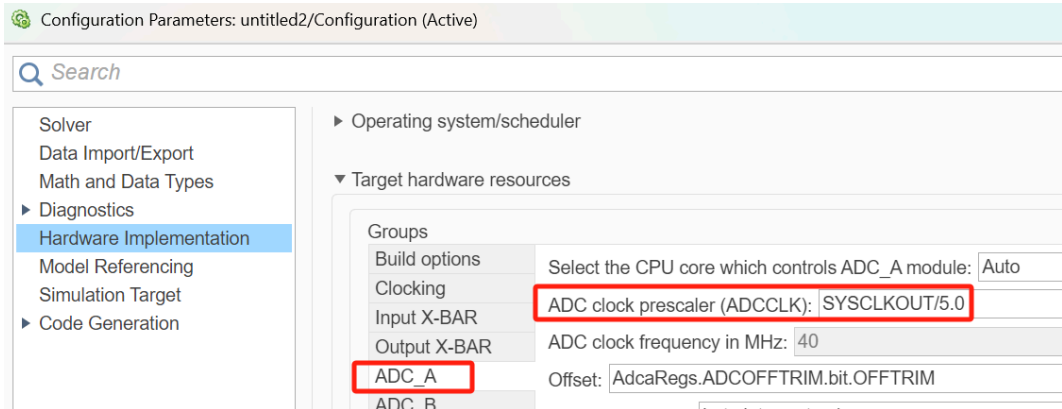 Configuration Parameters: untitled2/Configuration (Active)
Search
Solver
Data Import/Export
Math and Data Types
Diagnostics
Hardware Implementation
Model Referencing
Simulation Target
Code Generation
Operating system/scheduler
Target hardware resources
Groups
Build options
Clocking
Input X-BAR
Output X-BAR
ADC_A
ADC_B
Select the CPU core which controls ADC_A module: Auto
ADC clock prescaler (ADCCLK): SYSCLKOUT/5.0
ADC clock frequency in MHz: 40
Offset: AdcaRegs.ADCOFFTRIM.bit.OFFTRIM